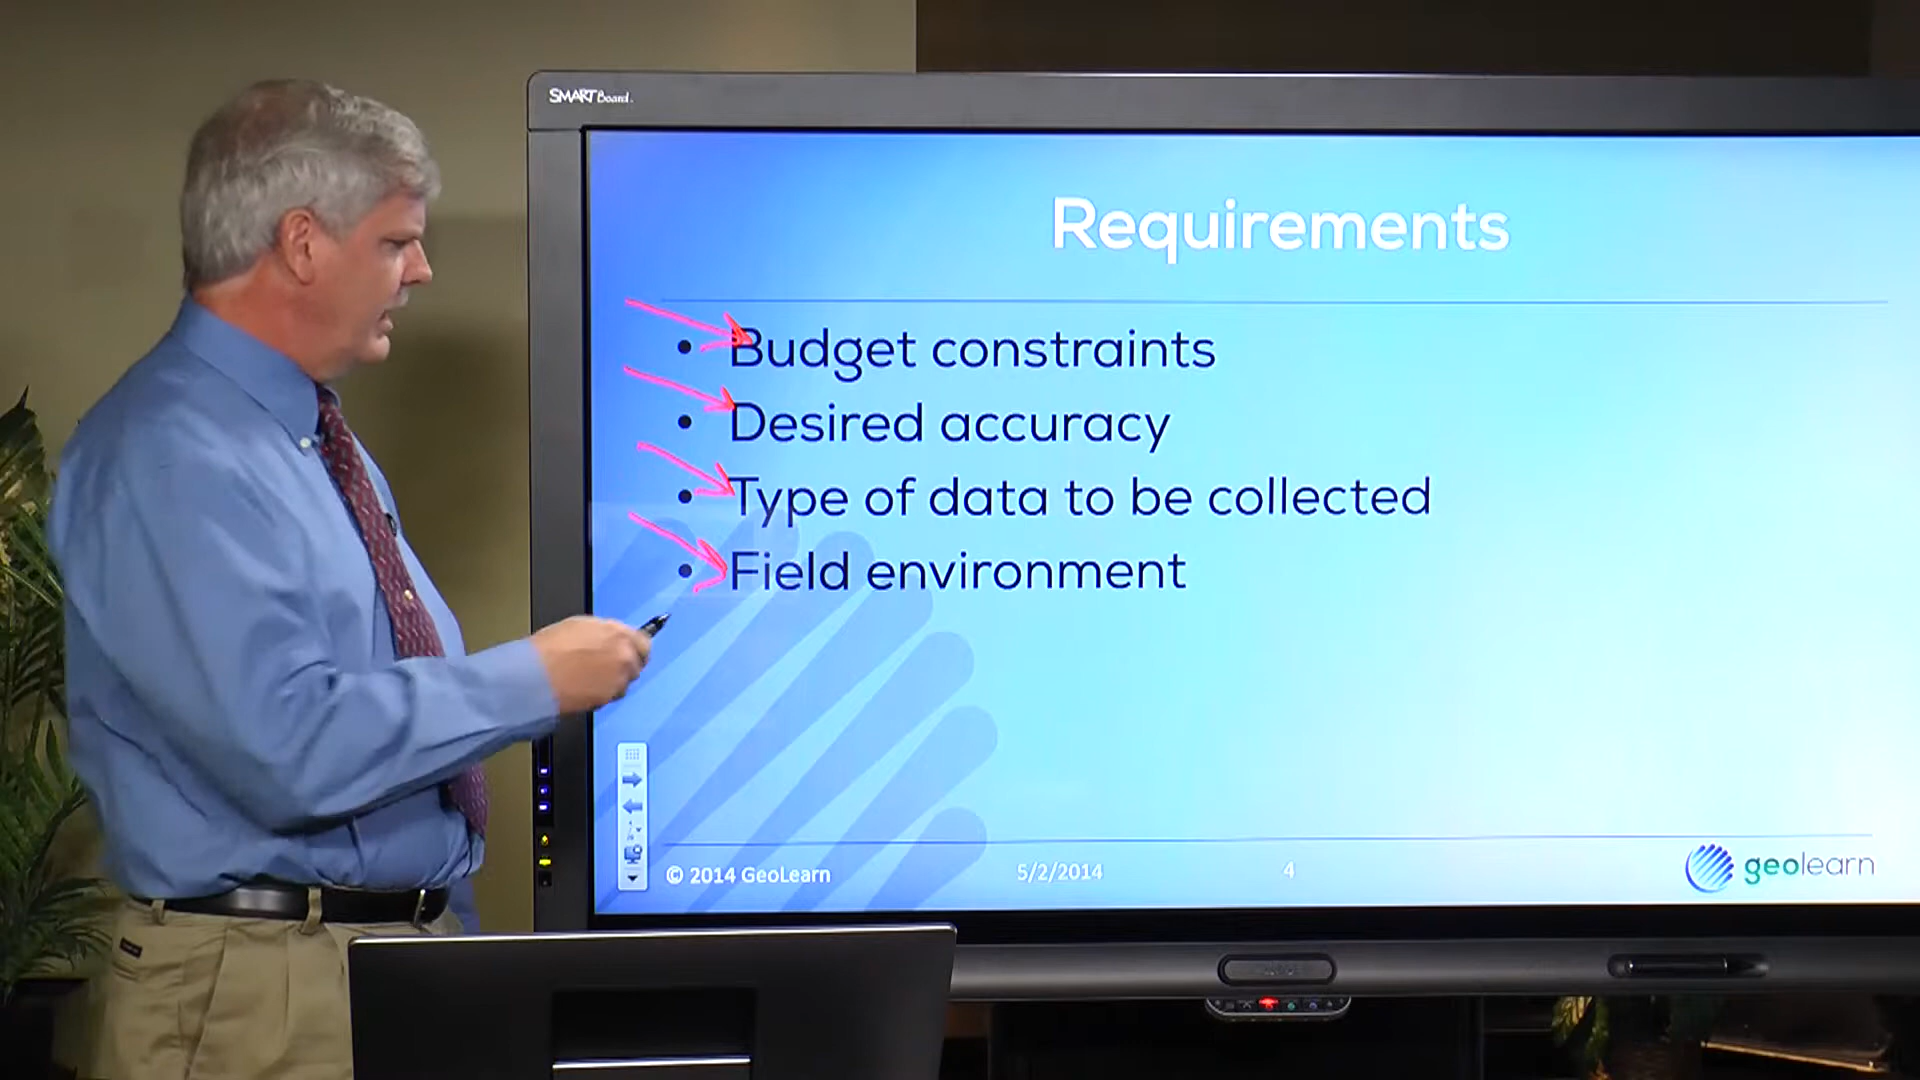 SMART Board.
Requirements
• Budget constraints
• Desired accuracy
• Type of data to be collected
• Field environment
© 2014 GeoLearn 5/2/2014 4 geolearn